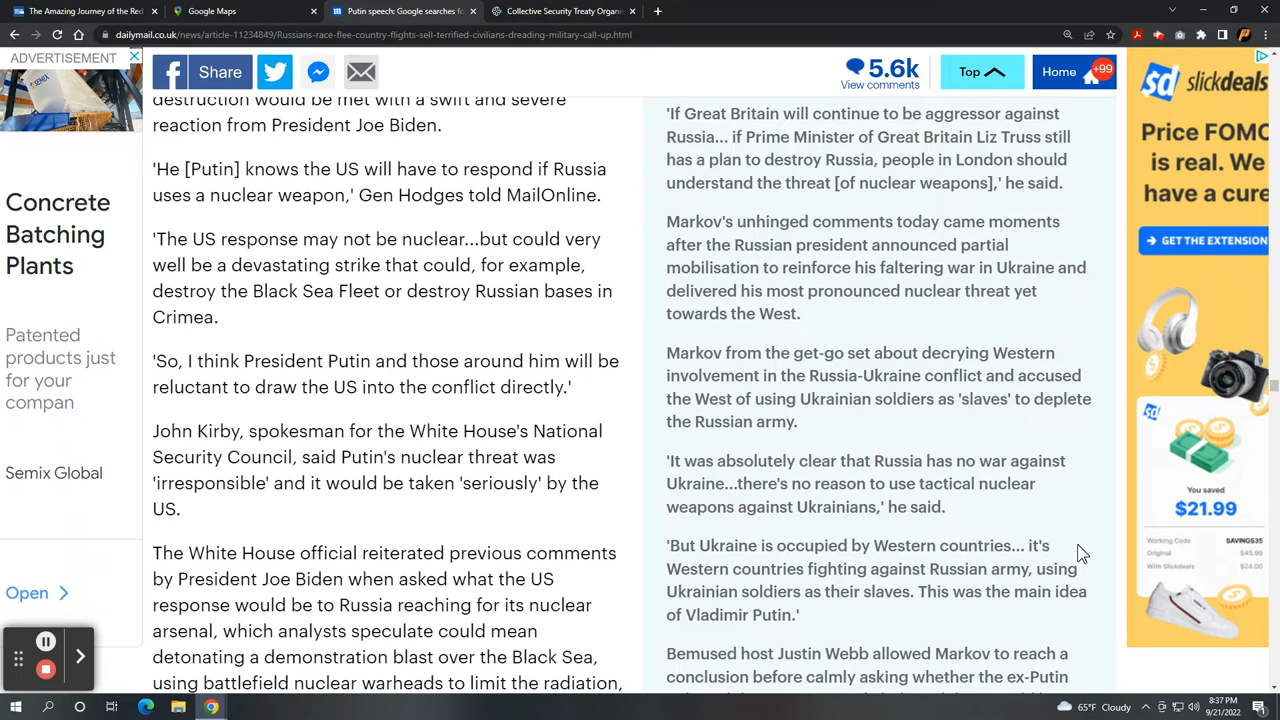 The Amazing Journey of the Red
Google Maps
Putin speech: Google searches fo
Collective Security Treaty Organis
dailymail.co.uk/news/article-11234849/Russians-race-flee-country-flights-sell-terrified-civilians-dreading-military-call-up.html
ADVERTISEMENT
Share
5.6k
View comments
Top
Home
+99
SEMIX
Concrete
Batching
Plants
Patented
products just
for your
compan
Semix Global
Open
destruction would be met with a swift and severe
reaction from President Joe Biden.
'He [Putin] knows the US will have to respond if Russia
uses a nuclear weapon,' Gen Hodges told MailOnline.
'The US response may not be nuclear...but could very
well be a devastating strike that could, for example,
destroy the Black Sea Fleet or destroy Russian bases in
Crimea.
'So, I think President Putin and those around him will be
reluctant to draw the US into the conflict directly.'
John Kirby, spokesman for the White House's National
Security Council, said Putin's nuclear threat was
'irresponsible' and it would be taken 'seriously' by the
US.
The White House official reiterated previous comments
by President Joe Biden when asked what the US
response would be to Russia reaching for its nuclear
arsenal, which analysts speculate could mean
detonating a demonstration blast over the Black Sea,
using battlefield nuclear warheads to limit the radiation,
'If Great Britain will continue to be aggressor against
Russia... if Prime Minister of Great Britain Liz Truss still
has a plan to destroy Russia, people in London should
understand the threat [of nuclear weapons],' he said.
Markov's unhinged comments today came moments
after the Russian president announced partial
mobilisation to reinforce his faltering war in Ukraine and
delivered his most pronounced nuclear threat yet
towards the West.
Markov from the get-go set about decrying Western
involvement in the Russia-Ukraine conflict and accused
the West of using Ukrainian soldiers as 'slaves' to deplete
the Russian army.
'It was absolutely clear that Russia has no war against
Ukraine...there's no reason to use tactical nuclear
weapons against Ukrainians,' he said.
'But Ukraine is occupied by Western countries... it's
Western countries fighting against Russian army, using
Ukrainian soldiers as their slaves. This was the main idea
of Vladimir Putin.'
Bemused host Justin Webb allowed Markov to reach a
conclusion before calmly asking whether the ex-Putin
sd slickdeals
Price FOMO
is real. We
have a cure
GET THE EXTENSION
sd
You saved
$21.99
Working Code SAVINGS35
Original $45.99
With Slickdeals $24.00
65°F Cloudy
8:37 PM
9/21/2022